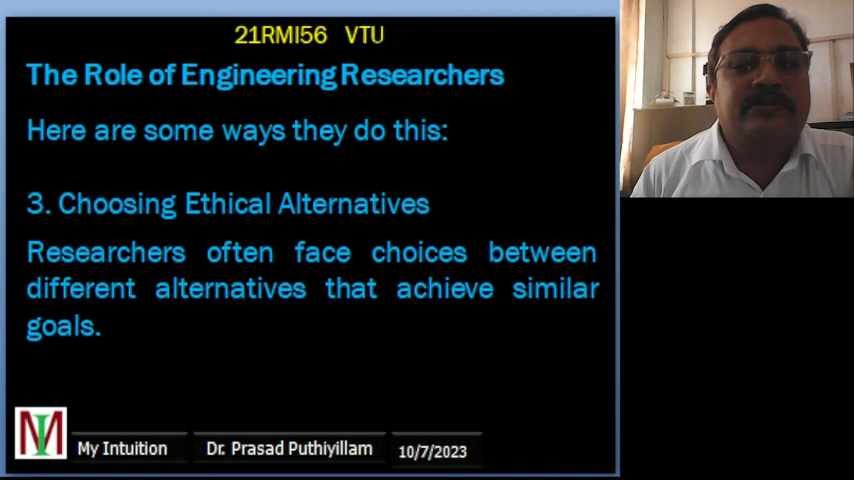 21RMI56 VTU
The Role of Engineering Researchers
Here are some ways they do this:
3. Choosing Ethical Alternatives
Researchers often face choices between
different alternatives that achieve similar
goals.
MI
My Intuition
Dr. Prasad Puthiyillam
10/7/2023